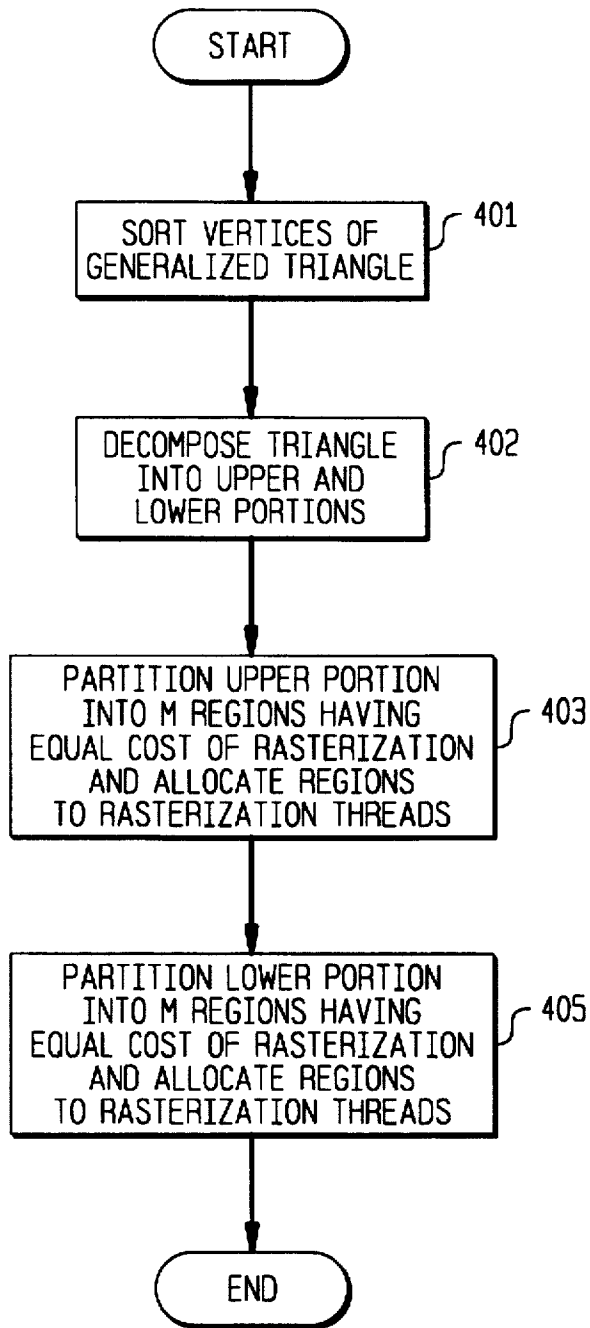 START
SORT VERTICES OF
GENERALIZED TRIANGLE
401
DECOMPOSE TRIANGLE
INTO UPPER AND
LOWER PORTIONS
402
PARTITION UPPER PORTION
INTO M REGIONS HAVING
EQUAL COST OF RASTERIZATION
AND ALLOCATE REGIONS
TO RASTERIZATION THREADS
403
PARTITION LOWER PORTION
INTO M REGIONS HAVING
EQUAL COST OF RASTERIZATION
AND ALLOCATE REGIONS
TO RASTERIZATION THREADS
405
END